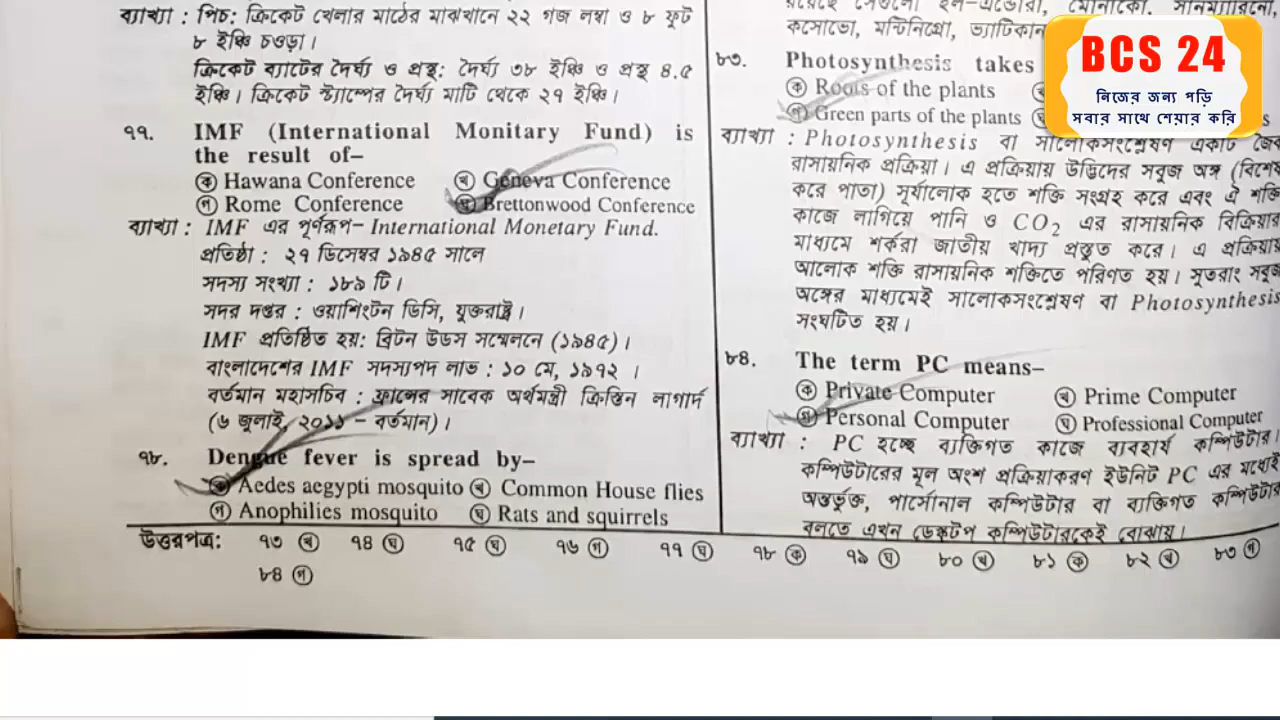 ব্যাখ্যা : পিচ: ক্রিকেট খেলার মাঠের মাঝখানে ২২ গজ লম্বা ও ৮ ফুট
৮ ইঞ্চি চওড়া।
ক্রিকেট ব্যাটের দৈর্ঘ্য ও প্রস্থ: দৈর্ঘ্য ৩৮ ইঞ্চি ও প্রস্থ ৪.৫
ইঞ্চি। ক্রিকেট স্ট্যাম্পের দৈর্ঘ্য মাটি থেকে ২৭ ইঞ্চি।
৭৭. IMF (International Monitary Fund) is
the result of–
ⓚ Hawana Conference ⓚ Geneva Conference
গ Rome Conference ঘ Brettonwood Conference
ব্যাখ্যা : IMF এর পূর্ণরূপ– International Monetary Fund.
প্রতিষ্ঠা : ২৭ ডিসেম্বর ১৯৪৫ সালে
সদস্য সংখ্যা : ১৮৯ টি।
সদর দপ্তর : ওয়াশিংটন ডিসি, যুক্তরাষ্ট্র।
IMF প্রতিষ্ঠিত হয়: ব্রিটন উডস সম্মেলনে (১৯৪৫)।
বাংলাদেশের IMF সদস্যপদ লাভ : ১০ মে, ১৯৭২ ।
বর্তমান মহাসচিব : ফ্রান্সের সাবেক অর্থমন্ত্রী ক্রিস্তিন লাগার্দ
(৬ জুলাই, ২০১১ – বর্তমান)।
৭৮. Dengue fever is spread by–
ক Aedes aegypti mosquito খ Common House flies
গ Anophilies mosquito ঘ Rats and squirrels
কসোভো, মন্টিনিগ্রো, ভ্যাটিকান
৮৩. Photosynthesis takes
ক Roots of the plants
গ Green parts of the plants
ব্যাখ্যা : Photosynthesis বা সালোকসংশ্লেষণ একটি জৈব
রাসায়নিক প্রক্রিয়া। এ প্রক্রিয়ায় উদ্ভিদের সবুজ অঙ্গ (বিশেষ
করে পাতা) সূর্যালোক হতে শক্তি সংগ্রহ করে এবং ঐ শক্তি
কাজে লাগিয়ে পানি ও CO2 এর রাসায়নিক বিক্রিয়ার
মাধ্যমে শর্করা জাতীয় খাদ্য প্রস্তুত করে। এ প্রক্রিয়ায়
আলোক শক্তি রাসায়নিক শক্তিতে পরিণত হয়। সুতরাং সবুজ
অঙ্গের মাধ্যমেই সালোকসংশ্লেষণ বা Photosynthesis
সংঘটিত হয়।
৮৪. The term PC means–
ক Private Computer খ Prime Computer
গ Personal Computer ঘ Professional Computer
ব্যাখ্যা : PC হচ্ছে ব্যক্তিগত কাজে ব্যবহার্য কম্পিউটার।
কম্পিউটারের মূল অংশ প্রক্রিয়াকরণ ইউনিট PC এর মধ্যেই
অন্তর্ভুক্ত, পার্সোনাল কম্পিউটার বা ব্যক্তিগত কম্পিউটার
বলতে এখন ডেস্কটপ কম্পিউটারকেই বোঝায়।
উত্তরপত্র: ৭৩ খ ৭৪ ঘ ৭৫ ঘ ৭৬ গ ৭৭ ঘ ৭৮ ক ৭৯ ঘ ৮০ খ ৮১ ক ৮২ খ ৮৩ গ
৮৪ গ
BCS 24
নিজের জন্য পড়ি
সবার সাথে শেয়ার করি